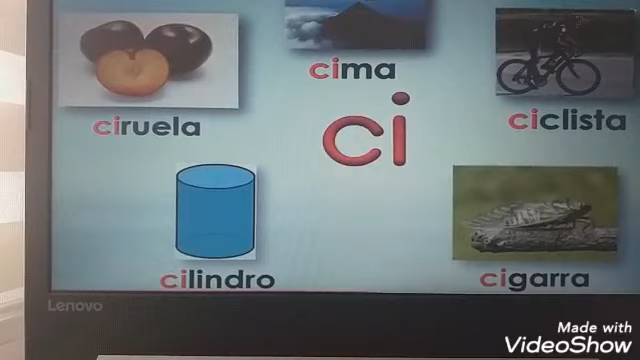 cima
ciruela
ci
ciclista
cilindro
cigarra
Lenovo
Made with
VideoShow